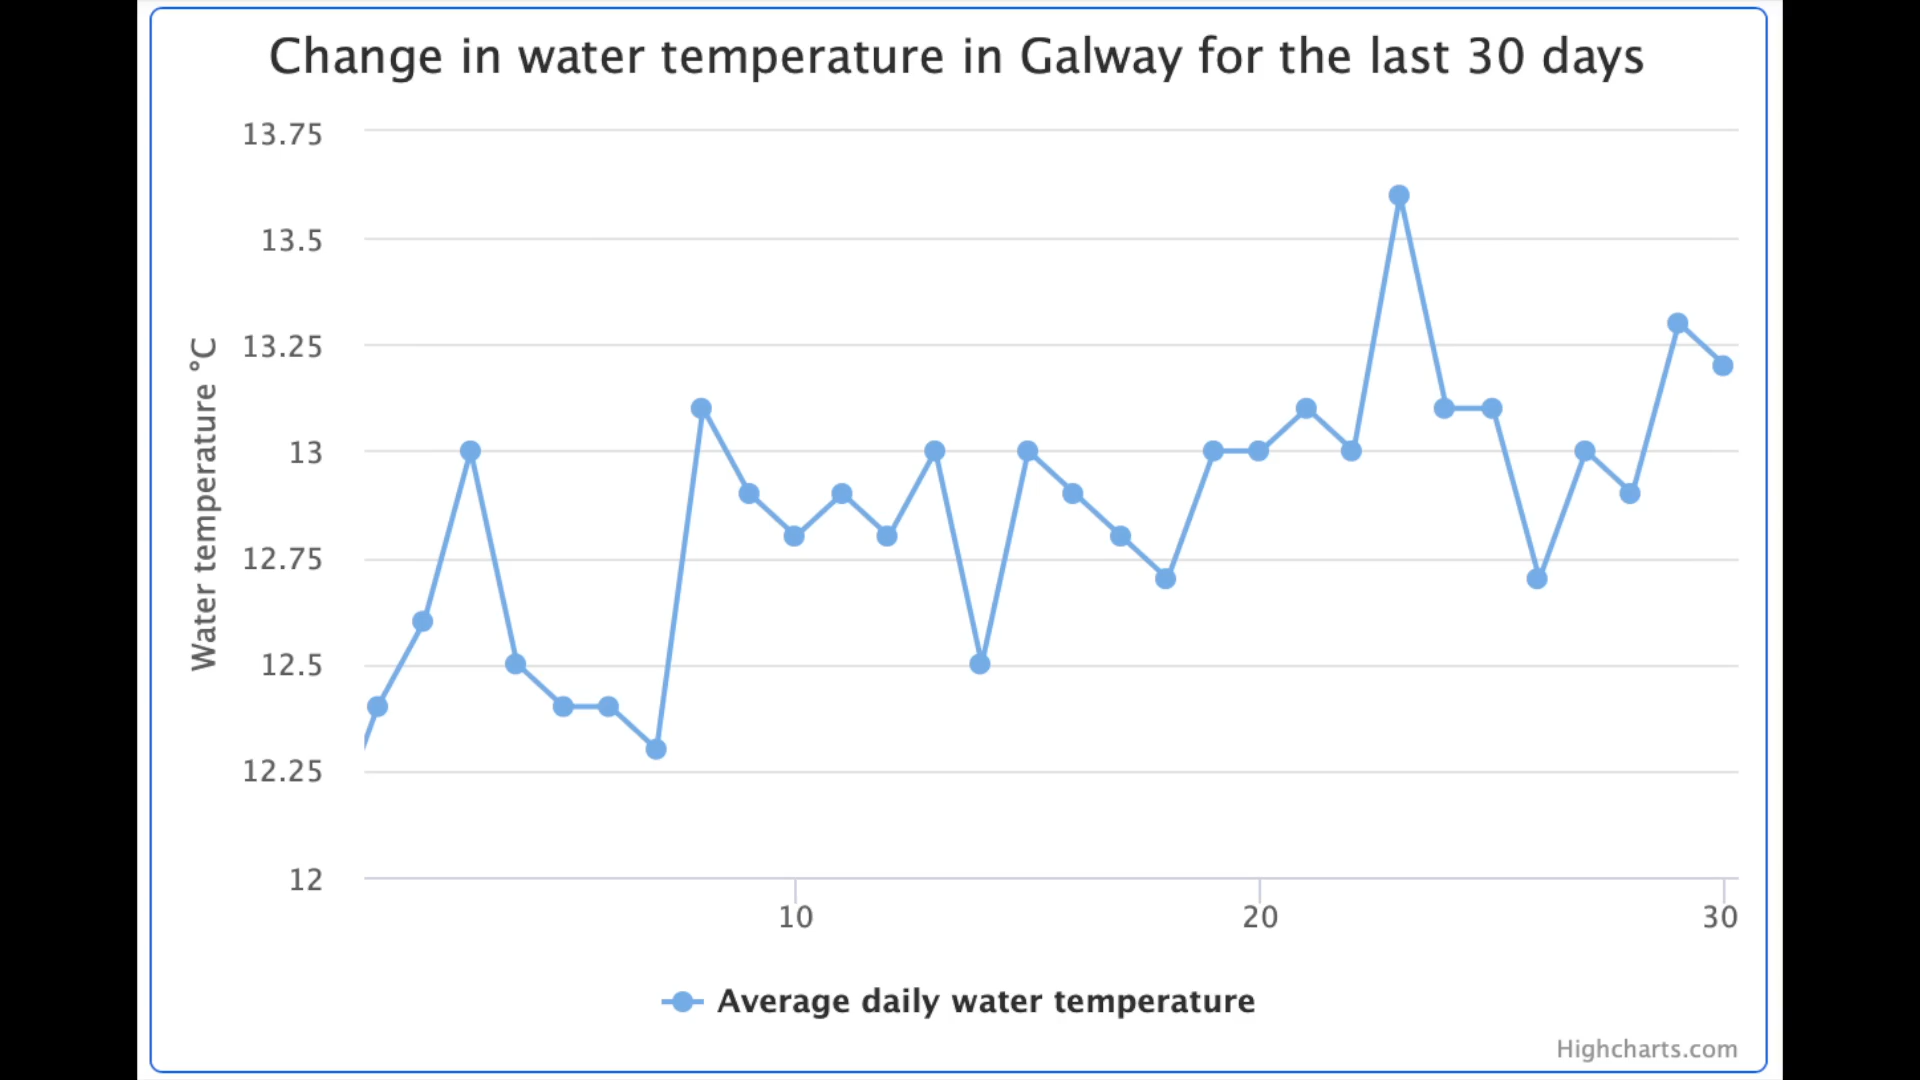 Change in water temperature in Galway for the last 30 days
13.75
13.5
13.25
13
12.75
12.5
12.25
12
Water temperature °C
10 20 30
Average daily water temperature
Highcharts.com